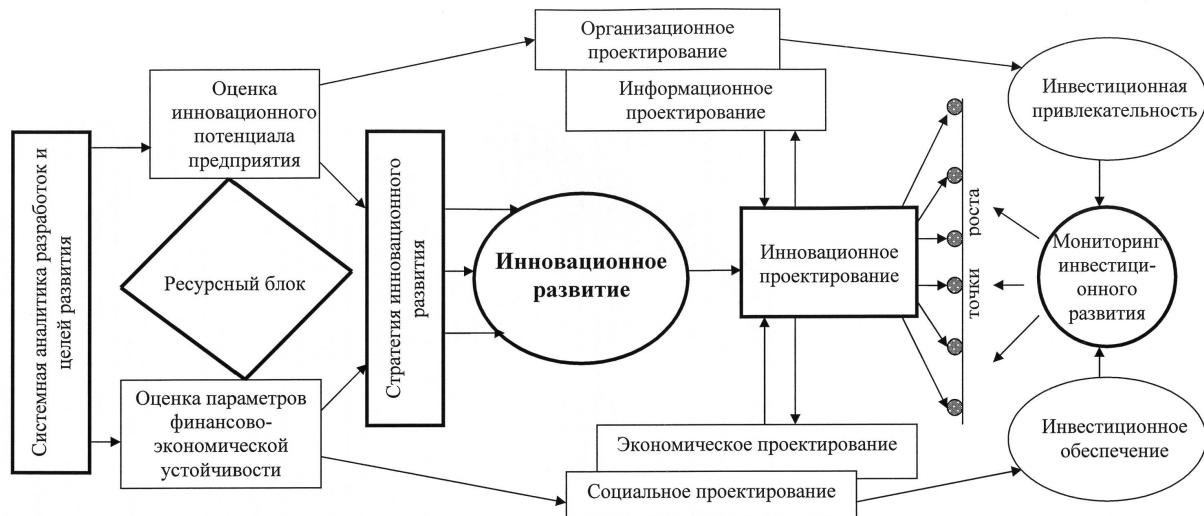 Системная аналитика разработок и
целей развития
Оценка
инновационного
потенциала
предприятия
Ресурсный блок
Оценка параметров
финансово-
экономической
устойчивости
Стратегия инновационного
развития
Организационное
проектирование
Информационное
проектирование
Инновационное
развитие
Инновационное
проектирование
Экономическое проектирование
Социальное проектирование
точки роста
Инвестиционная
привлекательность
Мониторинг
инвестици-
онного
развития
Инвестиционное
обеспечение